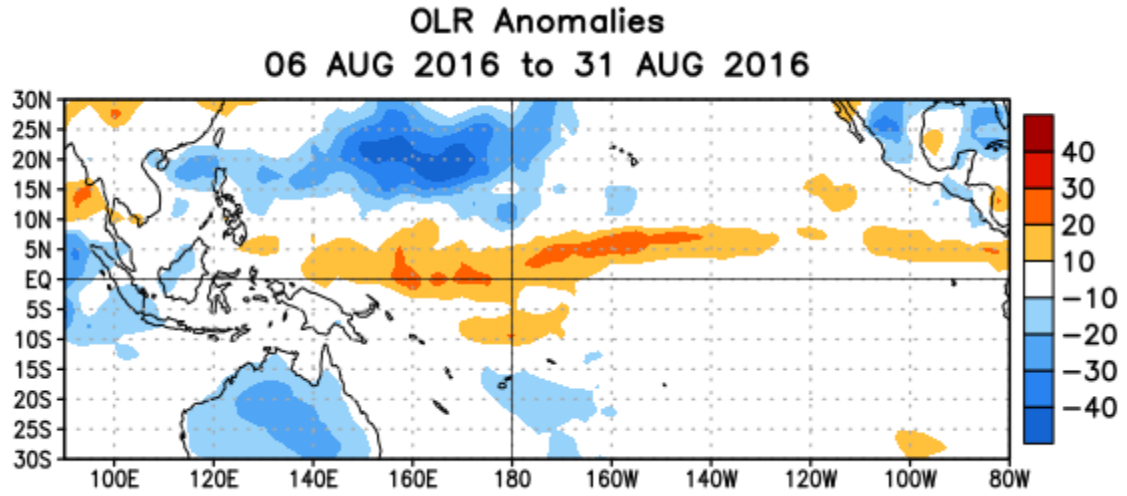 OLR Anomalies
06 AUG 2016 to 31 AUG 2016
30N
25N
20N
15N
10N
5N
EQ
5S
10S
15S
20S
25S
30S
100E 120E 140E 160E 180 160W 140W 120W 100W 80W
40
30
20
10
−10
−20
−30
−40